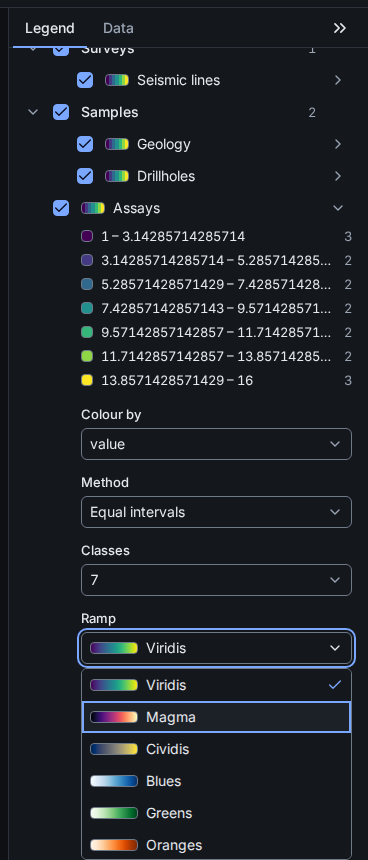 Legend
Data
Surveys
1
Seismic lines
Samples
2
Geology
Drillholes
Assays
1 – 3.14285714285714
3
3.14285714285714 – 5.285714285...
2
5.28571428571429 – 7.428571428...
2
7.42857142857143 – 9.571428571...
2
9.57142857142857 – 11.71428571...
2
11.7142857142857 – 13.85714285...
2
13.8571428571429 – 16
3
Colour by
value
Method
Equal intervals
Classes
7
Ramp
Viridis
Viridis
Magma
Cividis
Blues
Greens
Oranges